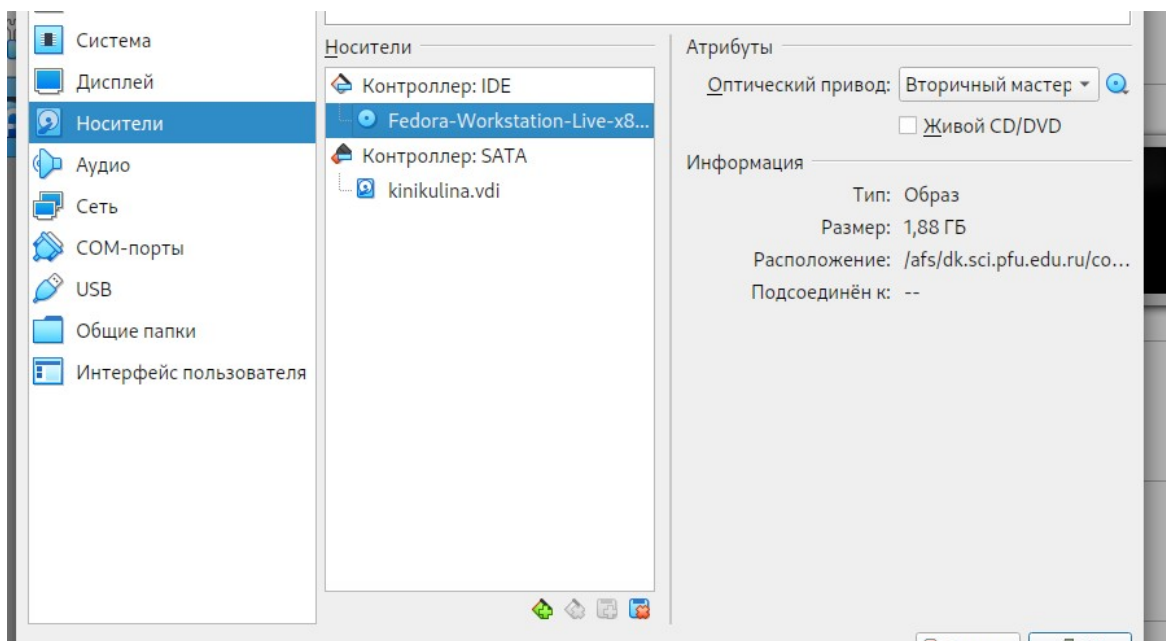 Система
Дисплей
Носители
Аудио
Сеть
COM-порты
USB
Общие папки
Интерфейс пользователя
Носители
Контроллер: IDE
Fedora-Workstation-Live-x8...
Контроллер: SATA
kinikulina.vdi
Атрибуты
Оптический привод: Вторичный мастер
Живой CD/DVD
Информация
Тип: Образ
Размер: 1,88 ГБ
Расположение: /afs/dk.sci.pfu.edu.ru/co...
Подсоединён к: --